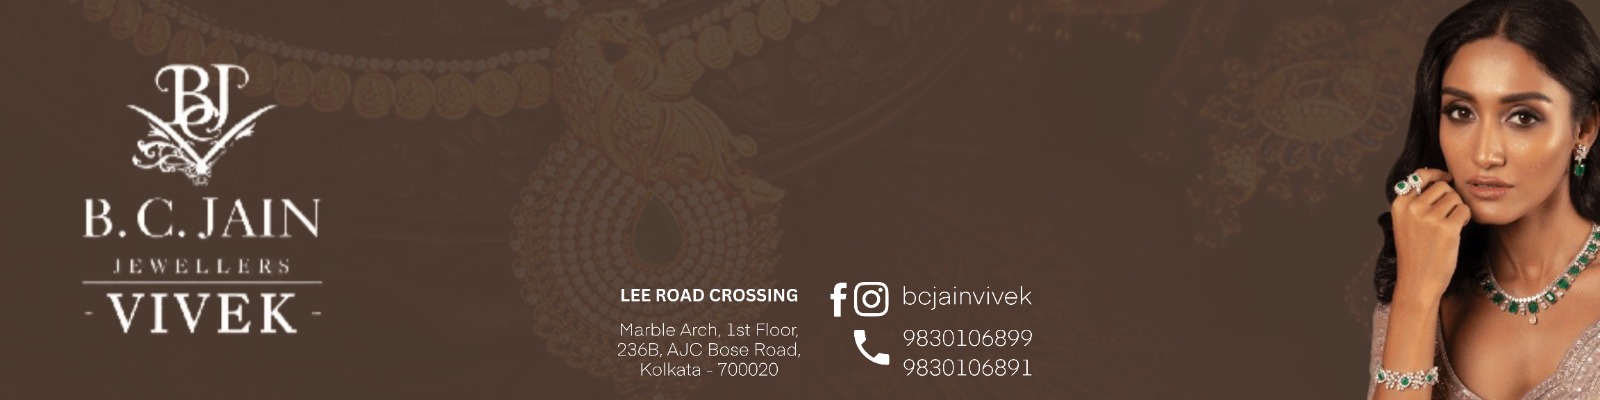 BJ
B. C. JAIN
JEWELLERS
- VIVEK -
LEE ROAD CROSSING
Marble Arch, 1st Floor,
236B, AJC Bose Road,
Kolkata - 700020
bcjainvivek
9830106899
9830106891